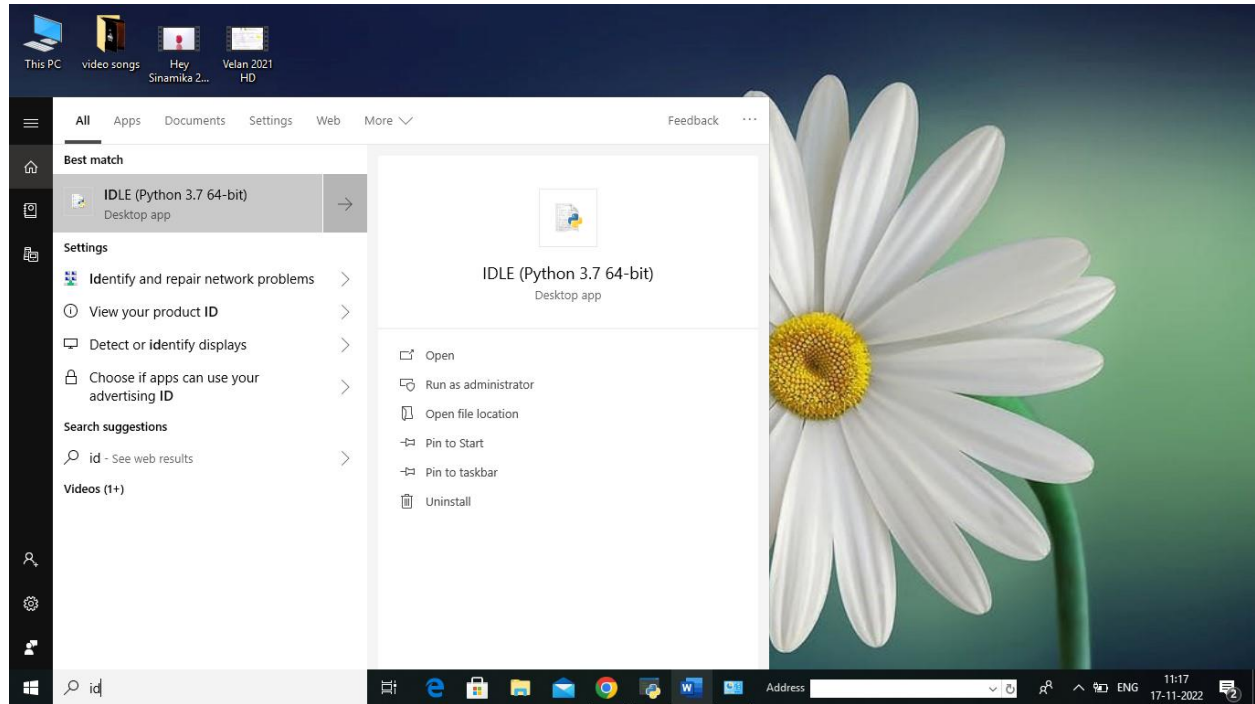 This PC
video songs
Hey
Sinamika 2...
Velan 2021
HD
All Apps Documents Settings Web More Feedback ...
Best match
IDLE (Python 3.7 64-bit)
Desktop app
Settings
Identify and repair network problems
View your product ID
Detect or identify displays
Choose if apps can use your
advertising ID
Search suggestions
id - See web results
Videos (1+)
IDLE (Python 3.7 64-bit)
Desktop app
Open
Run as administrator
Open file location
Pin to Start
Pin to taskbar
Uninstall
id
Address
ENG
11:17
17-11-2022
2